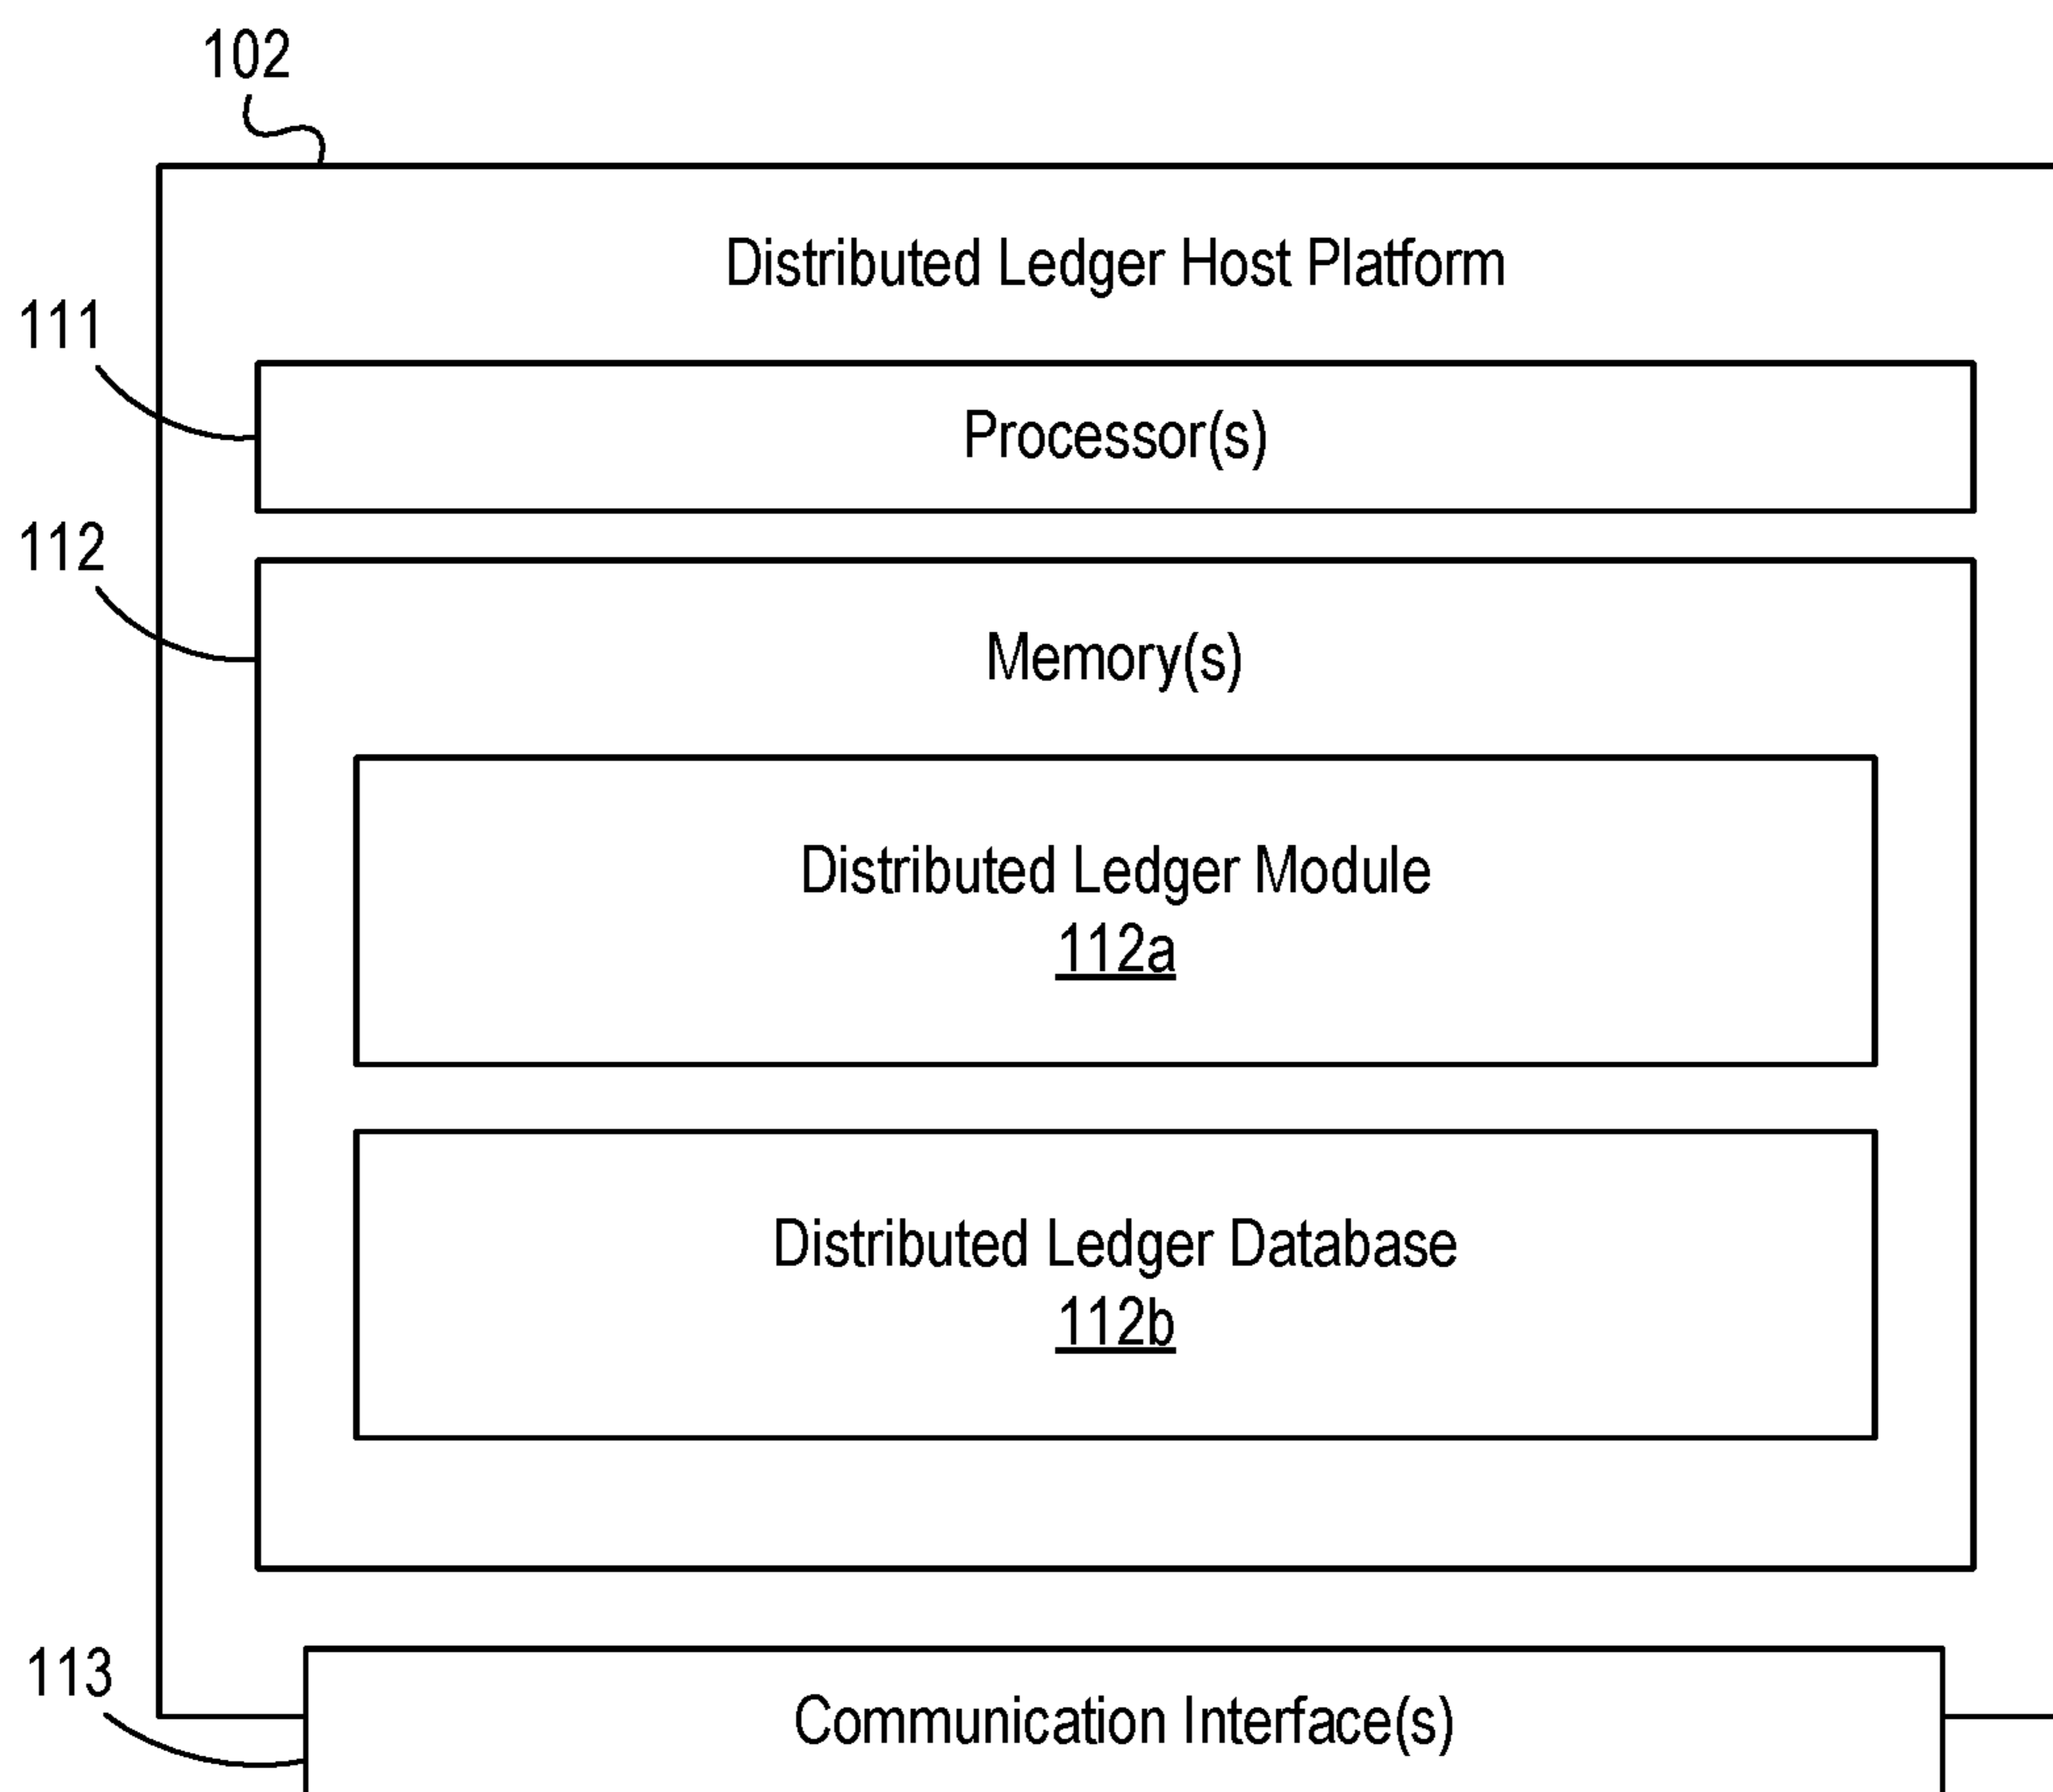 102
Distributed Ledger Host Platform
111
Processor(s)
112
Memory(s)
Distributed Ledger Module
112a
Distributed Ledger Database
112b
113
Communication Interface(s)